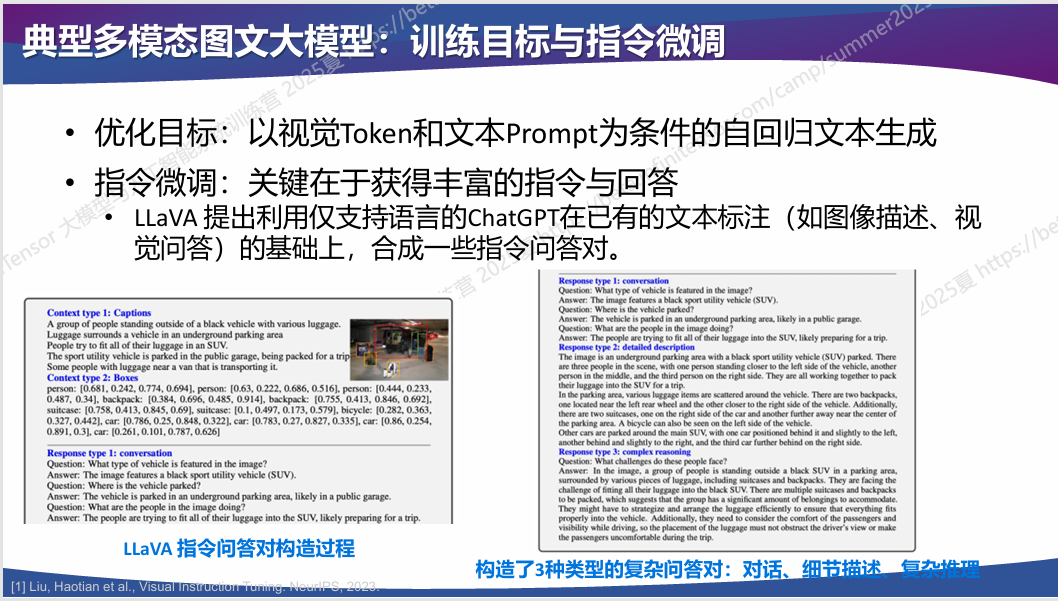 典型多模态图文大模型：训练目标与指令微调
• 优化目标：以视觉Token和文本Prompt为条件的自回归文本生成
• 指令微调：关键在于获得丰富的指令与回答
• LLaVA 提出利用仅支持语言的ChatGPT在已有的文本标注（如图像描述、视
觉问答）的基础上，合成一些指令问答对。
Context type 1: Captions
A group of people standing outside of a black vehicle with various luggage.
Luggage surrounds a vehicle in an underground parking area
People try to fit all of their luggage in an SUV.
The sport utility vehicle is parked in the public garage, being packed for a trip
Some people with luggage near a van that is transporting it.
Context type 2: Boxes
person: [0.681, 0.242, 0.774, 0.694], person: [0.63, 0.222, 0.686, 0.516], person: [0.444, 0.233,
0.487, 0.34], backpack: [0.384, 0.696, 0.485, 0.914], backpack: [0.755, 0.413, 0.846, 0.692],
suitcase: [0.758, 0.413, 0.845, 0.69], suitcase: [0.1, 0.497, 0.173, 0.579], bicycle: [0.282, 0.363,
0.327, 0.442], car: [0.786, 0.25, 0.848, 0.322], car: [0.783, 0.27, 0.827, 0.335], car: [0.86, 0.254,
0.891, 0.3], car: [0.261, 0.101, 0.787, 0.626]
Response type 1: conversation
Question: What type of vehicle is featured in the image?
Answer: The image features a black sport utility vehicle (SUV).
Question: Where is the vehicle parked?
Answer: The vehicle is parked in an underground parking area, likely in a public garage.
Question: What are the people in the image doing?
Answer: The people are trying to fit all of their luggage into the SUV, likely preparing for a trip.
LLaVA 指令问答对构造过程
Response type 1: conversation
Question: What type of vehicle is featured in the image?
Answer: The image features a black sport utility vehicle (SUV).
Question: Where is the vehicle parked?
Answer: The vehicle is parked in an underground parking area, likely in a public garage.
Question: What are the people in the image doing?
Answer: The people are trying to fit all of their luggage into the SUV, likely preparing for a trip.
Response type 2: detailed description
The image is an underground parking area with a black sport utility vehicle (SUV) parked. There
are three people in the scene, with one person standing closer to the left side of the vehicle, another
person in the middle, and the third person on the right side. They are all working together to pack
their luggage into the SUV for a trip.
In the parking area, various luggage items are scattered around the vehicle. There are two backpacks,
one located near the left rear wheel and the other closer to the right side of the vehicle. Additionally,
there are two suitcases, one on the right side of the car and another further away near the center of
the parking area. A bicycle can also be seen on the left side of the vehicle.
Other cars are parked around the main SUV, with one car positioned behind it and slightly to the left,
another behind and slightly to the right, and the third car further behind on the right side.
Response type 3: complex reasoning
Question: What challenges do these people face?
Answer: In the image, a group of people is standing outside a black SUV in a parking area,
surrounded by various pieces of luggage, including suitcases and backpacks. They are facing the
challenge of fitting all their luggage into the black SUV. There are multiple suitcases and backpacks
to be packed, which suggests that the group has a significant amount of belongings to accommodate.
They might have to strategize and arrange the luggage efficiently to ensure that everything fits
properly into the vehicle. Additionally, they need to consider the comfort of the passengers and
visibility while driving, so the placement of the luggage must not obstruct the driver's view or make
the passengers uncomfortable during the trip.
构造了3种类型的复杂问答对：对话、细节描述、复杂推理
[1] Liu, Haotian et al., Visual Instruction Tuning. NeurIPS, 2023.